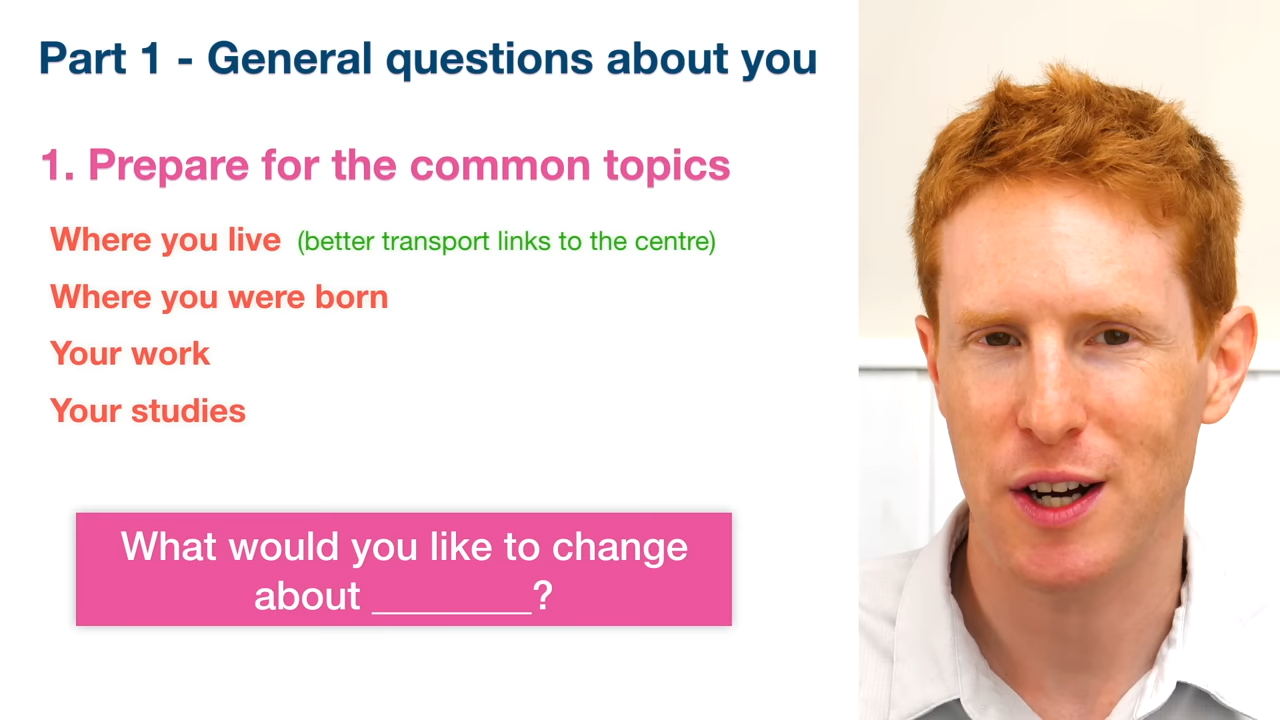 Part 1 - General questions about you
1. Prepare for the common topics
Where you live (better transport links to the centre)
Where you were born
Your work
Your studies
What would you like to change
about ________?